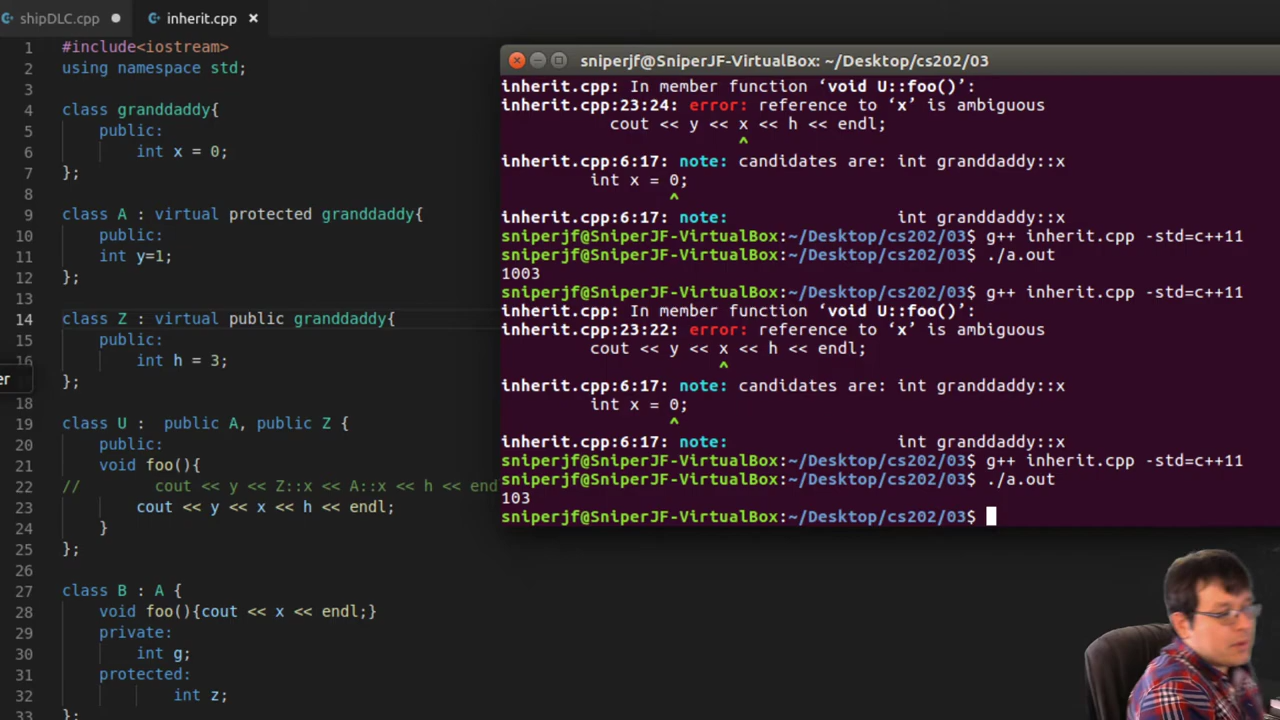 shipDLC.cpp
inherit.cpp
1 #include<iostream>
2 using namespace std;
3
4 class granddaddy{
5 public:
6 int x = 0;
7 };
8
9 class A : virtual protected granddaddy{
10 public:
11 int y=1;
12 };
13
14 class Z : virtual public granddaddy{
15 public:
16 int h = 3;
};
18
19 class U :  public A, public Z {
20 public:
21 void foo(){
22 //       cout << y << Z::x << A::x << h << end
23 cout << y << x << h << endl;
24 }
25 };
26
27 class B : A {
28 void foo(){cout << x << endl;}
29 private:
30 int g;
31 protected:
32 int z;
33 };
er
sniperjf@SniperJF-VirtualBox: ~/Desktop/cs202/03
inherit.cpp: In member function ‘void U::foo()’:
inherit.cpp:23:24: error: reference to ‘x’ is ambiguous
cout << y << x << h << endl;
^
inherit.cpp:6:17: note: candidates are: int granddaddy::x
int x = 0;
^
inherit.cpp:6:17: note:                 int granddaddy::x
sniperjf@SniperJF-VirtualBox:~/Desktop/cs202/03$ g++ inherit.cpp -std=c++11
sniperjf@SniperJF-VirtualBox:~/Desktop/cs202/03$ ./a.out
1003
sniperjf@SniperJF-VirtualBox:~/Desktop/cs202/03$ g++ inherit.cpp -std=c++11
inherit.cpp: In member function ‘void U::foo()’:
inherit.cpp:23:22: error: reference to ‘x’ is ambiguous
cout << y << x << h << endl;
^
inherit.cpp:6:17: note: candidates are: int granddaddy::x
int x = 0;
^
inherit.cpp:6:17: note:                 int granddaddy::x
sniperjf@SniperJF-VirtualBox:~/Desktop/cs202/03$ g++ inherit.cpp -std=c++11
sniperjf@SniperJF-VirtualBox:~/Desktop/cs202/03$ ./a.out
103
sniperjf@SniperJF-VirtualBox:~/Desktop/cs202/03$